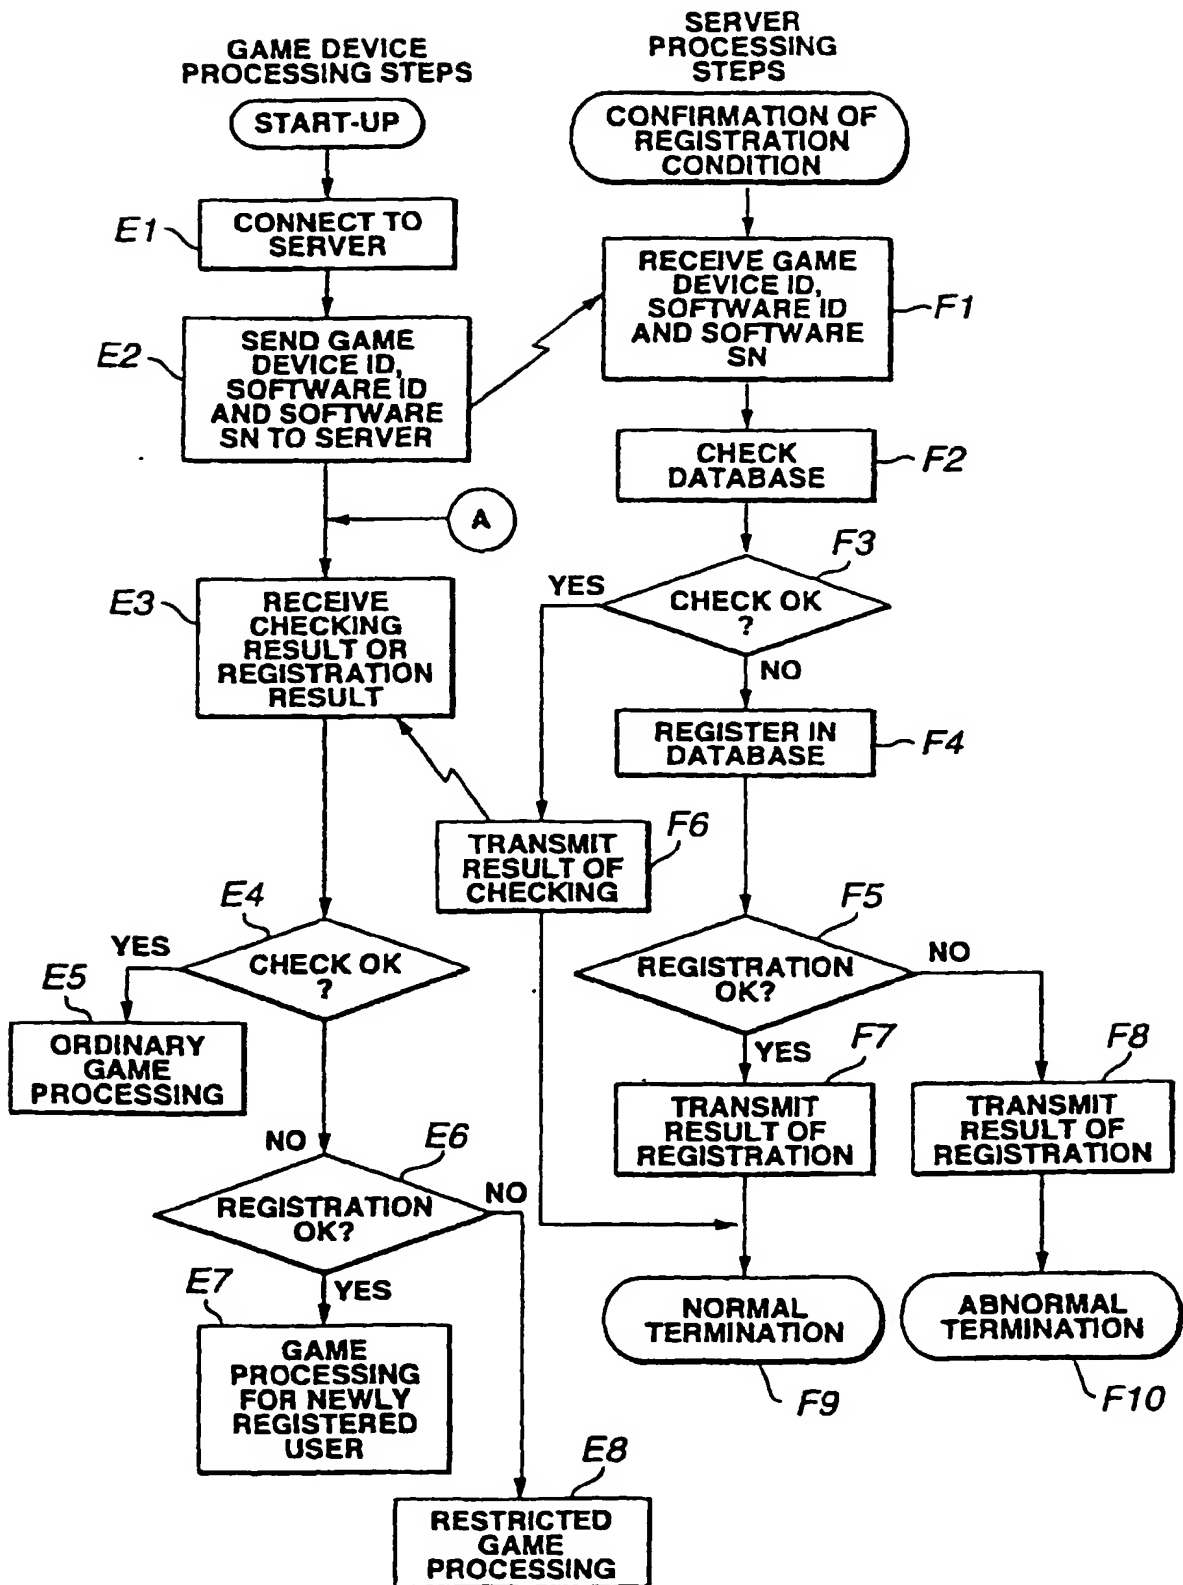 GAME DEVICE
PROCESSING STEPS
START-UP
E1
CONNECT TO
SERVER
E2
SEND GAME
DEVICE ID,
SOFTWARE ID
AND SOFTWARE
SN TO SERVER
A
E3
RECEIVE
CHECKING
RESULT OR
REGISTRATION
RESULT
E4
CHECK OK
?
YES
E5
ORDINARY
GAME
PROCESSING
NO
E6
REGISTRATION
OK?
NO
YES
E7
GAME
PROCESSING
FOR NEWLY
REGISTERED
USER
E8
RESTRICTED
GAME
PROCESSING
SERVER
PROCESSING
STEPS
CONFIRMATION OF
REGISTRATION
CONDITION
RECEIVE GAME
DEVICE ID,
SOFTWARE ID
AND SOFTWARE
SN
F1
CHECK
DATABASE
F2
F3
CHECK OK
?
YES
NO
REGISTER IN
DATABASE
F4
F6
TRANSMIT
RESULT OF
CHECKING
F5
REGISTRATION
OK?
NO
YES
F7
TRANSMIT
RESULT OF
REGISTRATION
F8
TRANSMIT
RESULT OF
REGISTRATION
NORMAL
TERMINATION
F9
ABNORMAL
TERMINATION
F10